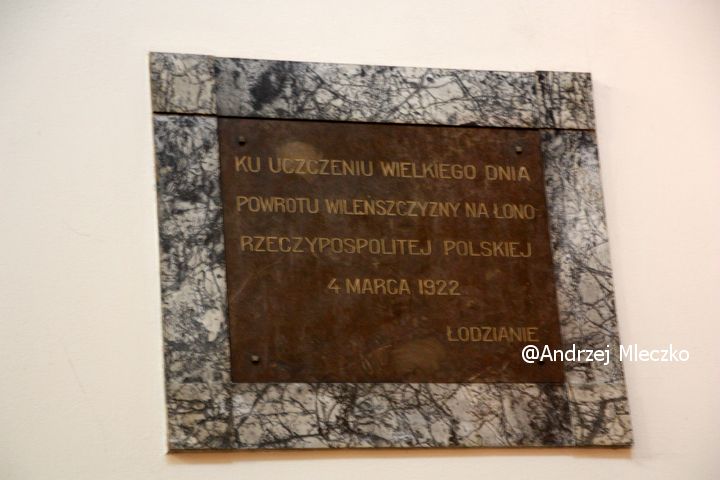 KU UCZCZENIU WIELKIEGO DNIA
POWROTU WILEŃSZCZYZNY NA ŁONO
RZECZYPOSPOLITEJ POLSKIEJ
4 MARCA 1922
ŁODZIANIE
@Andrzej Mleczko